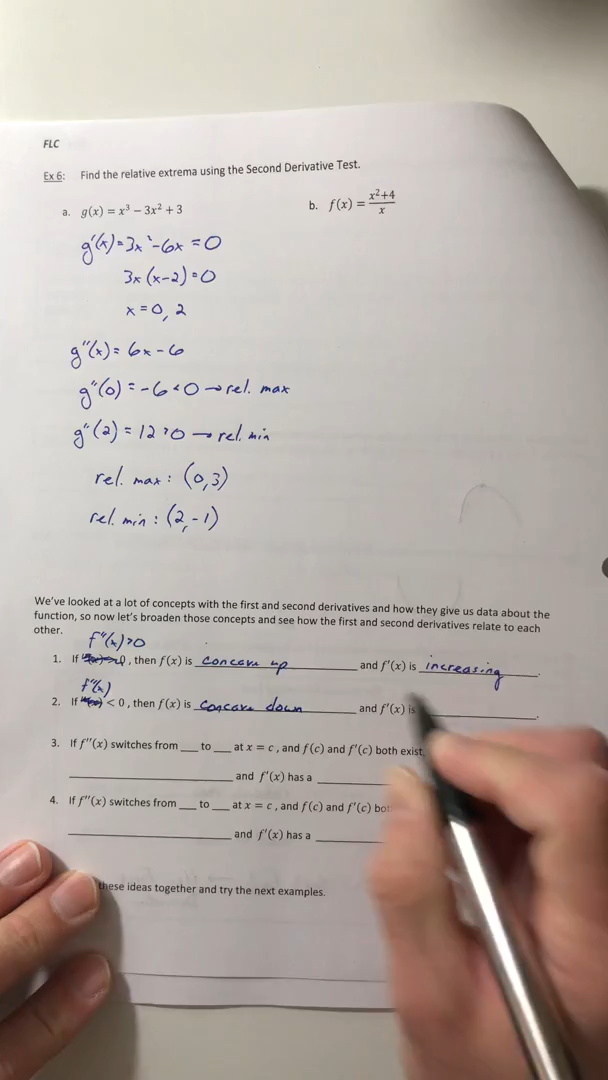 FLC
Ex 6: Find the relative extrema using the Second Derivative Test.
a. g(x) = x³ − 3x² + 3
b. f(x) = x²+4/x
g'(x) = 3x² - 6x = 0
3x (x-2) = 0
x = 0, 2
g''(x) = 6x - 6
g''(0) = -6 < 0 → rel. max
g''(2) = 12 > 0 → rel. min
rel. max : (0,3)
rel. min : (2,-1)
We've looked at a lot of concepts with the first and second derivatives and how they give us data about the
function, so now let's broaden those concepts and see how the first and second derivatives relate to each
other.
f''(x) > 0
1. If , then f(x) is concave up and f'(x) is increasing.
f''(x)
2. If < 0 , then f(x) is concave down and f'(x) is
3. If f''(x) switches from ___ to ___ at x = c , and f(c) and f'(c) both exist,
and f'(x) has a
4. If f''(x) switches from ___ to ___ at x = c , and f(c) and f'(c)
and f'(x) has a
these ideas together and try the next examples.